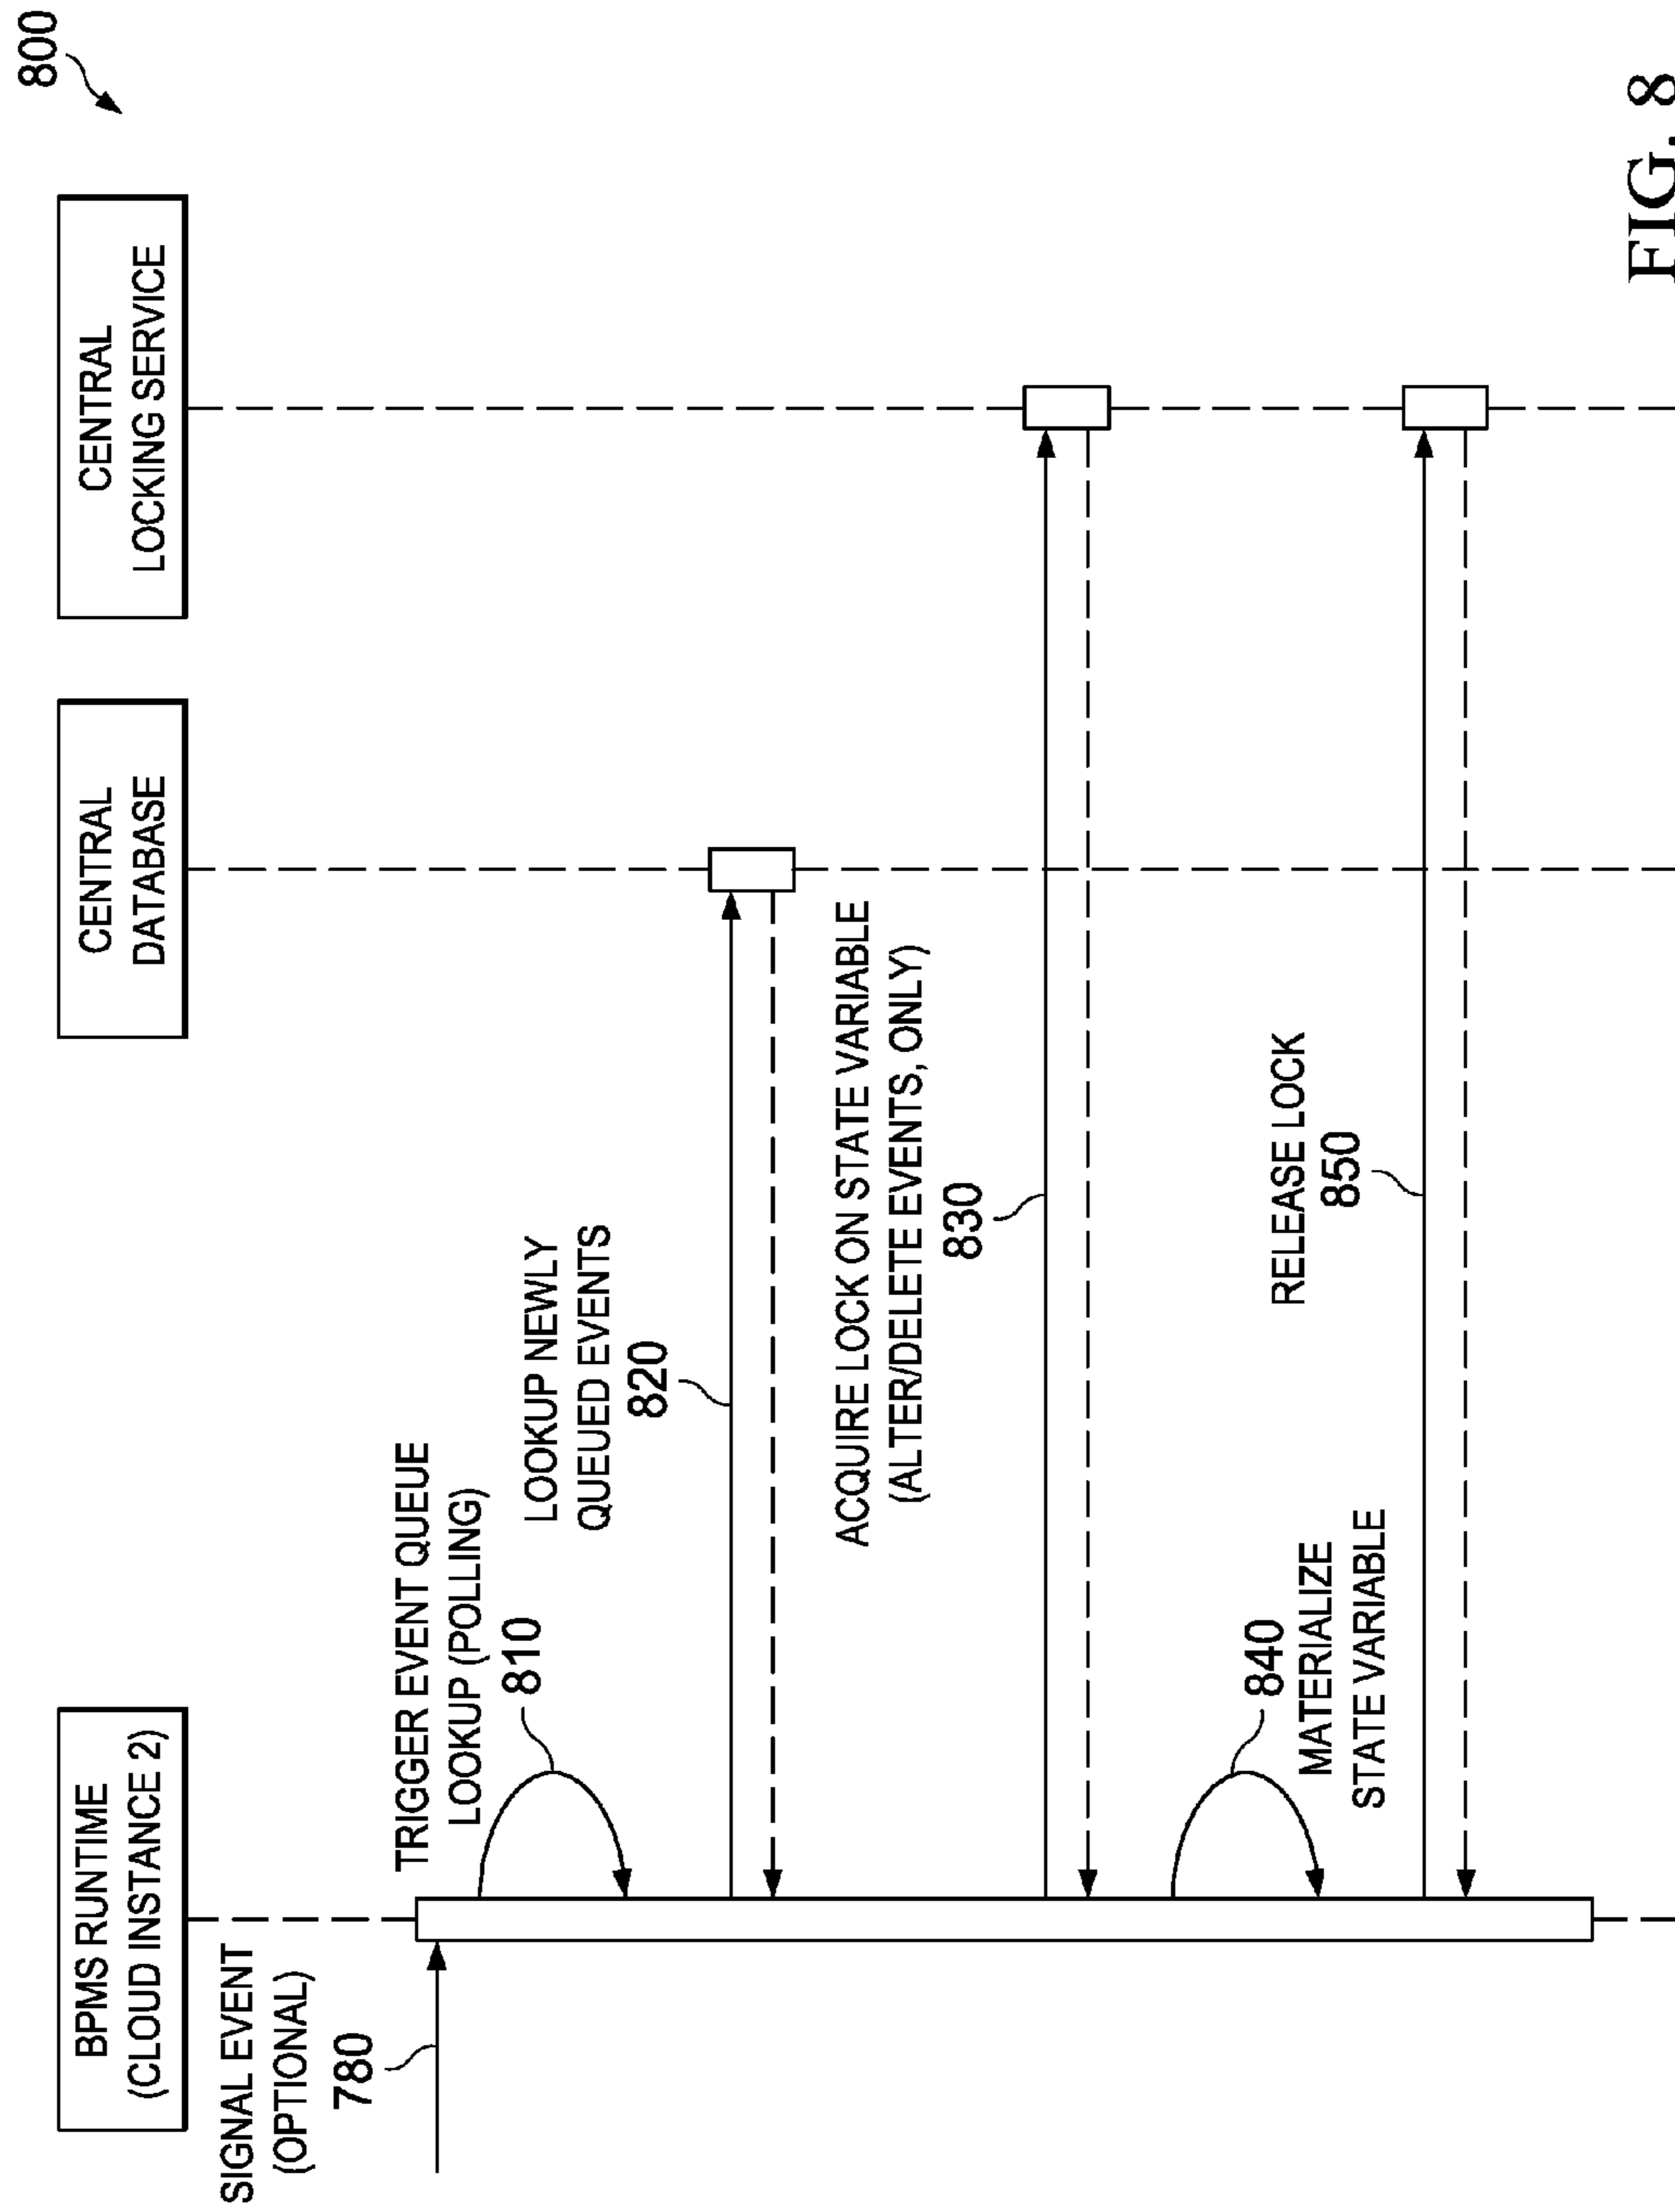 800
BPMS RUNTIME
(CLOUD INSTANCE 2)
CENTRAL
DATABASE
CENTRAL
LOCKING SERVICE
SIGNAL EVENT
(OPTIONAL)
780
TRIGGER EVENT QUEUE
LOOKUP (POLLING)
810
LOOKUP NEWLY
QUEUED EVENTS
820
ACQUIRE LOCK ON STATE VARIABLE
(ALTER/DELETE EVENTS, ONLY)
830
840
MATERIALIZE
STATE VARIABLE
RELEASE LOCK
850
FIG. 8